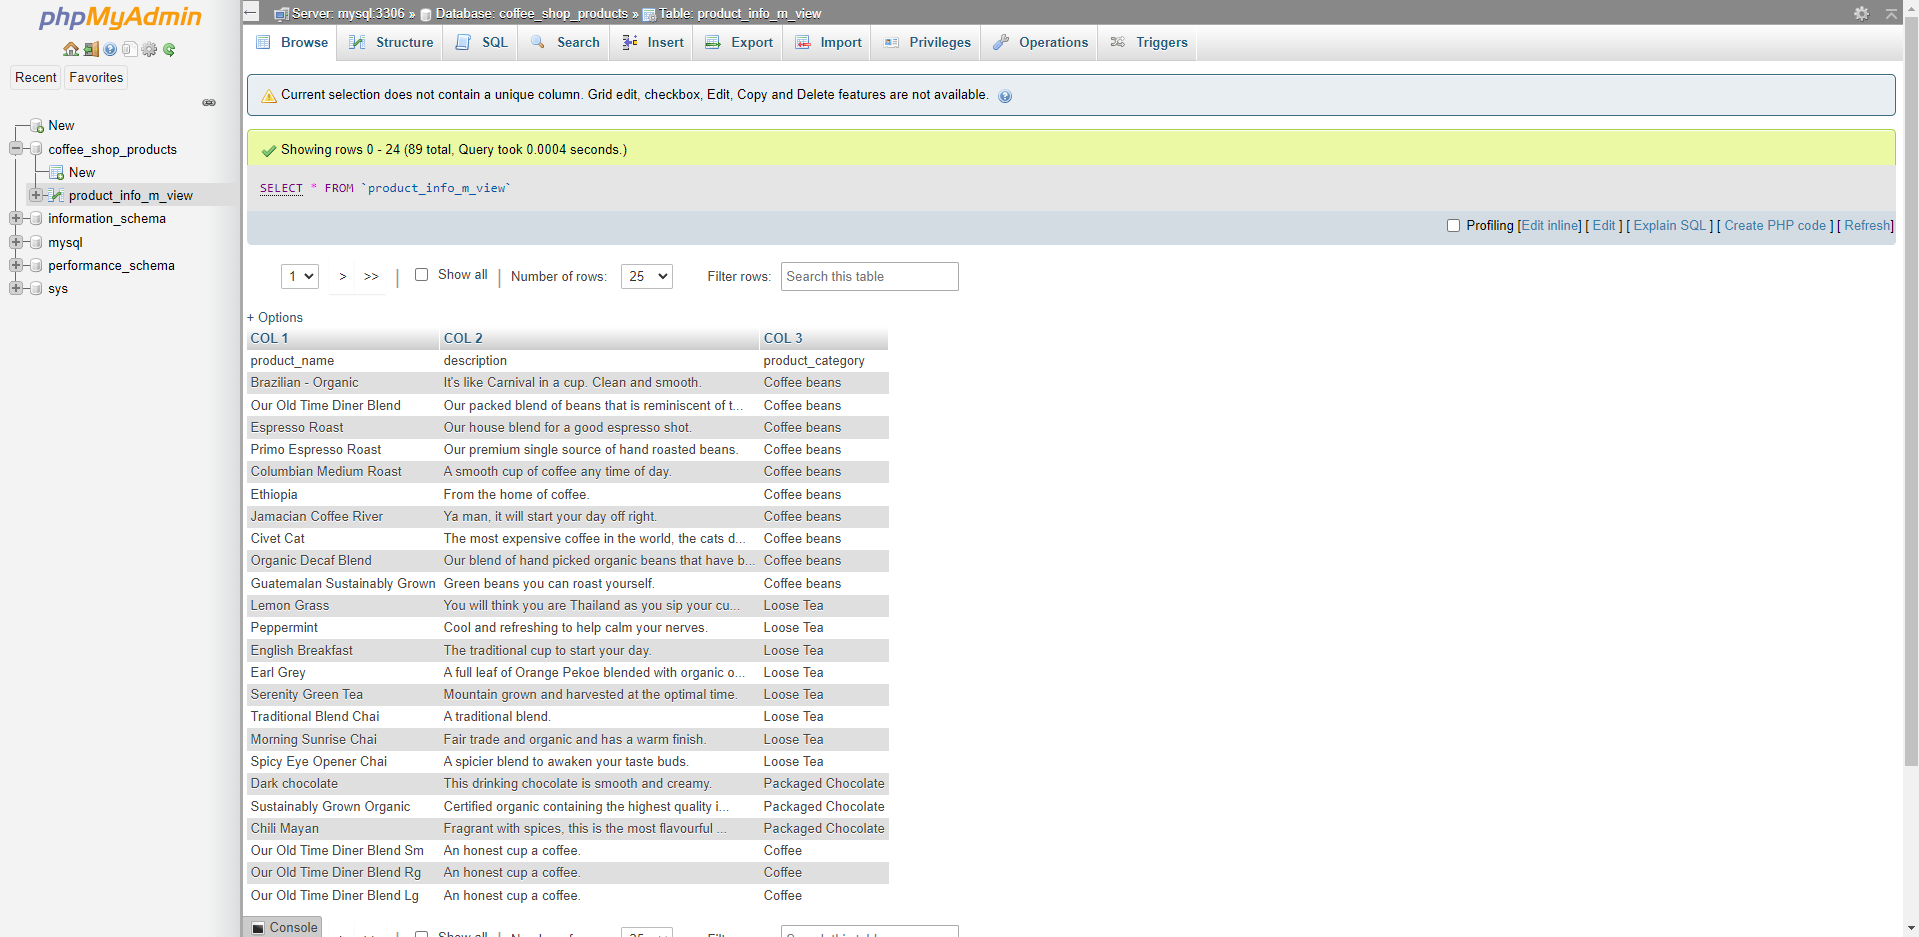 phpMyAdmin
Recent Favorites
New
coffee_shop_products
New
product_info_m_view
information_schema
mysql
performance_schema
sys
Server: mysql:3306 » Database: coffee_shop_products » Table: product_info_m_view
Browse Structure SQL Search Insert Export Import Privileges Operations Triggers
Current selection does not contain a unique column. Grid edit, checkbox, Edit, Copy and Delete features are not available.
Showing rows 0 - 24 (89 total, Query took 0.0004 seconds.)
SELECT * FROM `product_info_m_view`
Profiling [Edit inline] [ Edit ] [ Explain SQL ] [ Create PHP code ] [ Refresh]
1 > >> | Show all | Number of rows: 25 Filter rows: Search this table
+ Options
COL 1 COL 2 COL 3
product_name description product_category
Brazilian - Organic It's like Carnival in a cup. Clean and smooth. Coffee beans
Our Old Time Diner Blend Our packed blend of beans that is reminiscent of t... Coffee beans
Espresso Roast Our house blend for a good espresso shot. Coffee beans
Primo Espresso Roast Our premium single source of hand roasted beans. Coffee beans
Columbian Medium Roast A smooth cup of coffee any time of day. Coffee beans
Ethiopia From the home of coffee. Coffee beans
Jamacian Coffee River Ya man, it will start your day off right. Coffee beans
Civet Cat The most expensive coffee in the world, the cats d... Coffee beans
Organic Decaf Blend Our blend of hand picked organic beans that have b... Coffee beans
Guatemalan Sustainably Grown Green beans you can roast yourself. Coffee beans
Lemon Grass You will think you are Thailand as you sip your cu... Loose Tea
Peppermint Cool and refreshing to help calm your nerves. Loose Tea
English Breakfast The traditional cup to start your day. Loose Tea
Earl Grey A full leaf of Orange Pekoe blended with organic o... Loose Tea
Serenity Green Tea Mountain grown and harvested at the optimal time. Loose Tea
Traditional Blend Chai A traditional blend. Loose Tea
Morning Sunrise Chai Fair trade and organic and has a warm finish. Loose Tea
Spicy Eye Opener Chai A spicier blend to awaken your taste buds. Loose Tea
Dark chocolate This drinking chocolate is smooth and creamy. Packaged Chocolate
Sustainably Grown Organic Certified organic containing the highest quality i... Packaged Chocolate
Chili Mayan Fragrant with spices, this is the most flavourful ... Packaged Chocolate
Our Old Time Diner Blend Sm An honest cup a coffee. Coffee
Our Old Time Diner Blend Rg An honest cup a coffee. Coffee
Our Old Time Diner Blend Lg An honest cup a coffee. Coffee
Console Show all